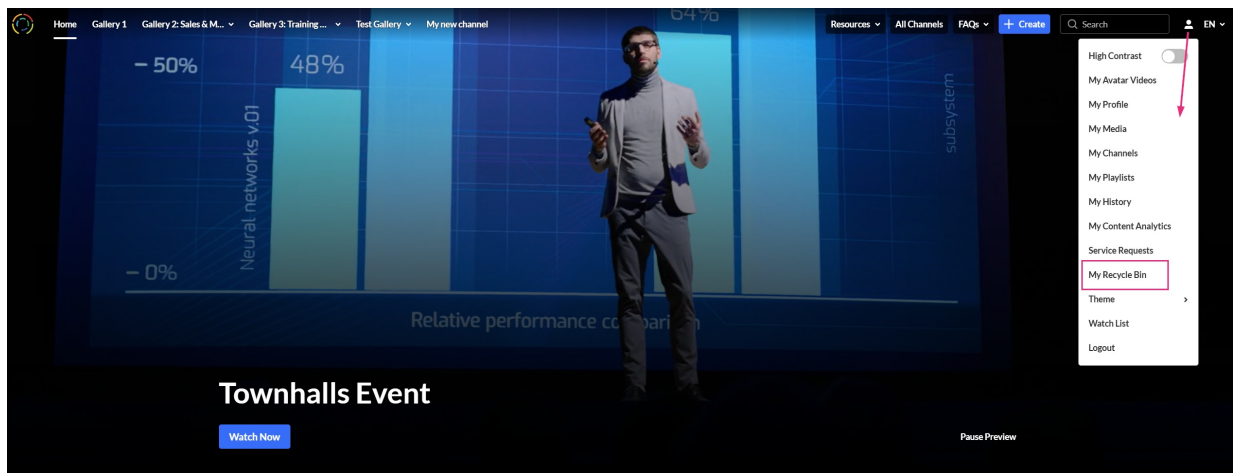 Home Gallery 1 Gallery 2: Sales & M... Gallery 3: Training ... Test Gallery My new channel Resources All Channels FAQs + Create Search EN
64%
High Contrast
My Avatar Videos
My Profile
My Media
My Channels
My Playlists
My History
My Content Analytics
Service Requests
My Recycle Bin
Theme
Watch List
Logout
– 50%
48%
Neural networks v.01
subsystem
– 0%
Relative performance
Townhalls Event
Watch Now
Pause Preview